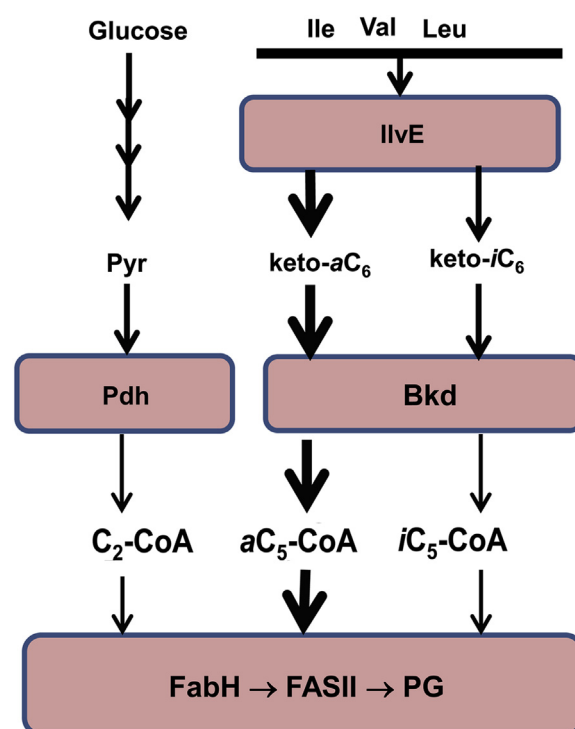 Glucose
Ile Val Leu
IlvE
Pyr
keto-aC₆
keto-iC₆
Pdh
Bkd
C₂-CoA
aC₅-CoA
iC₅-CoA
FabH → FASII → PG